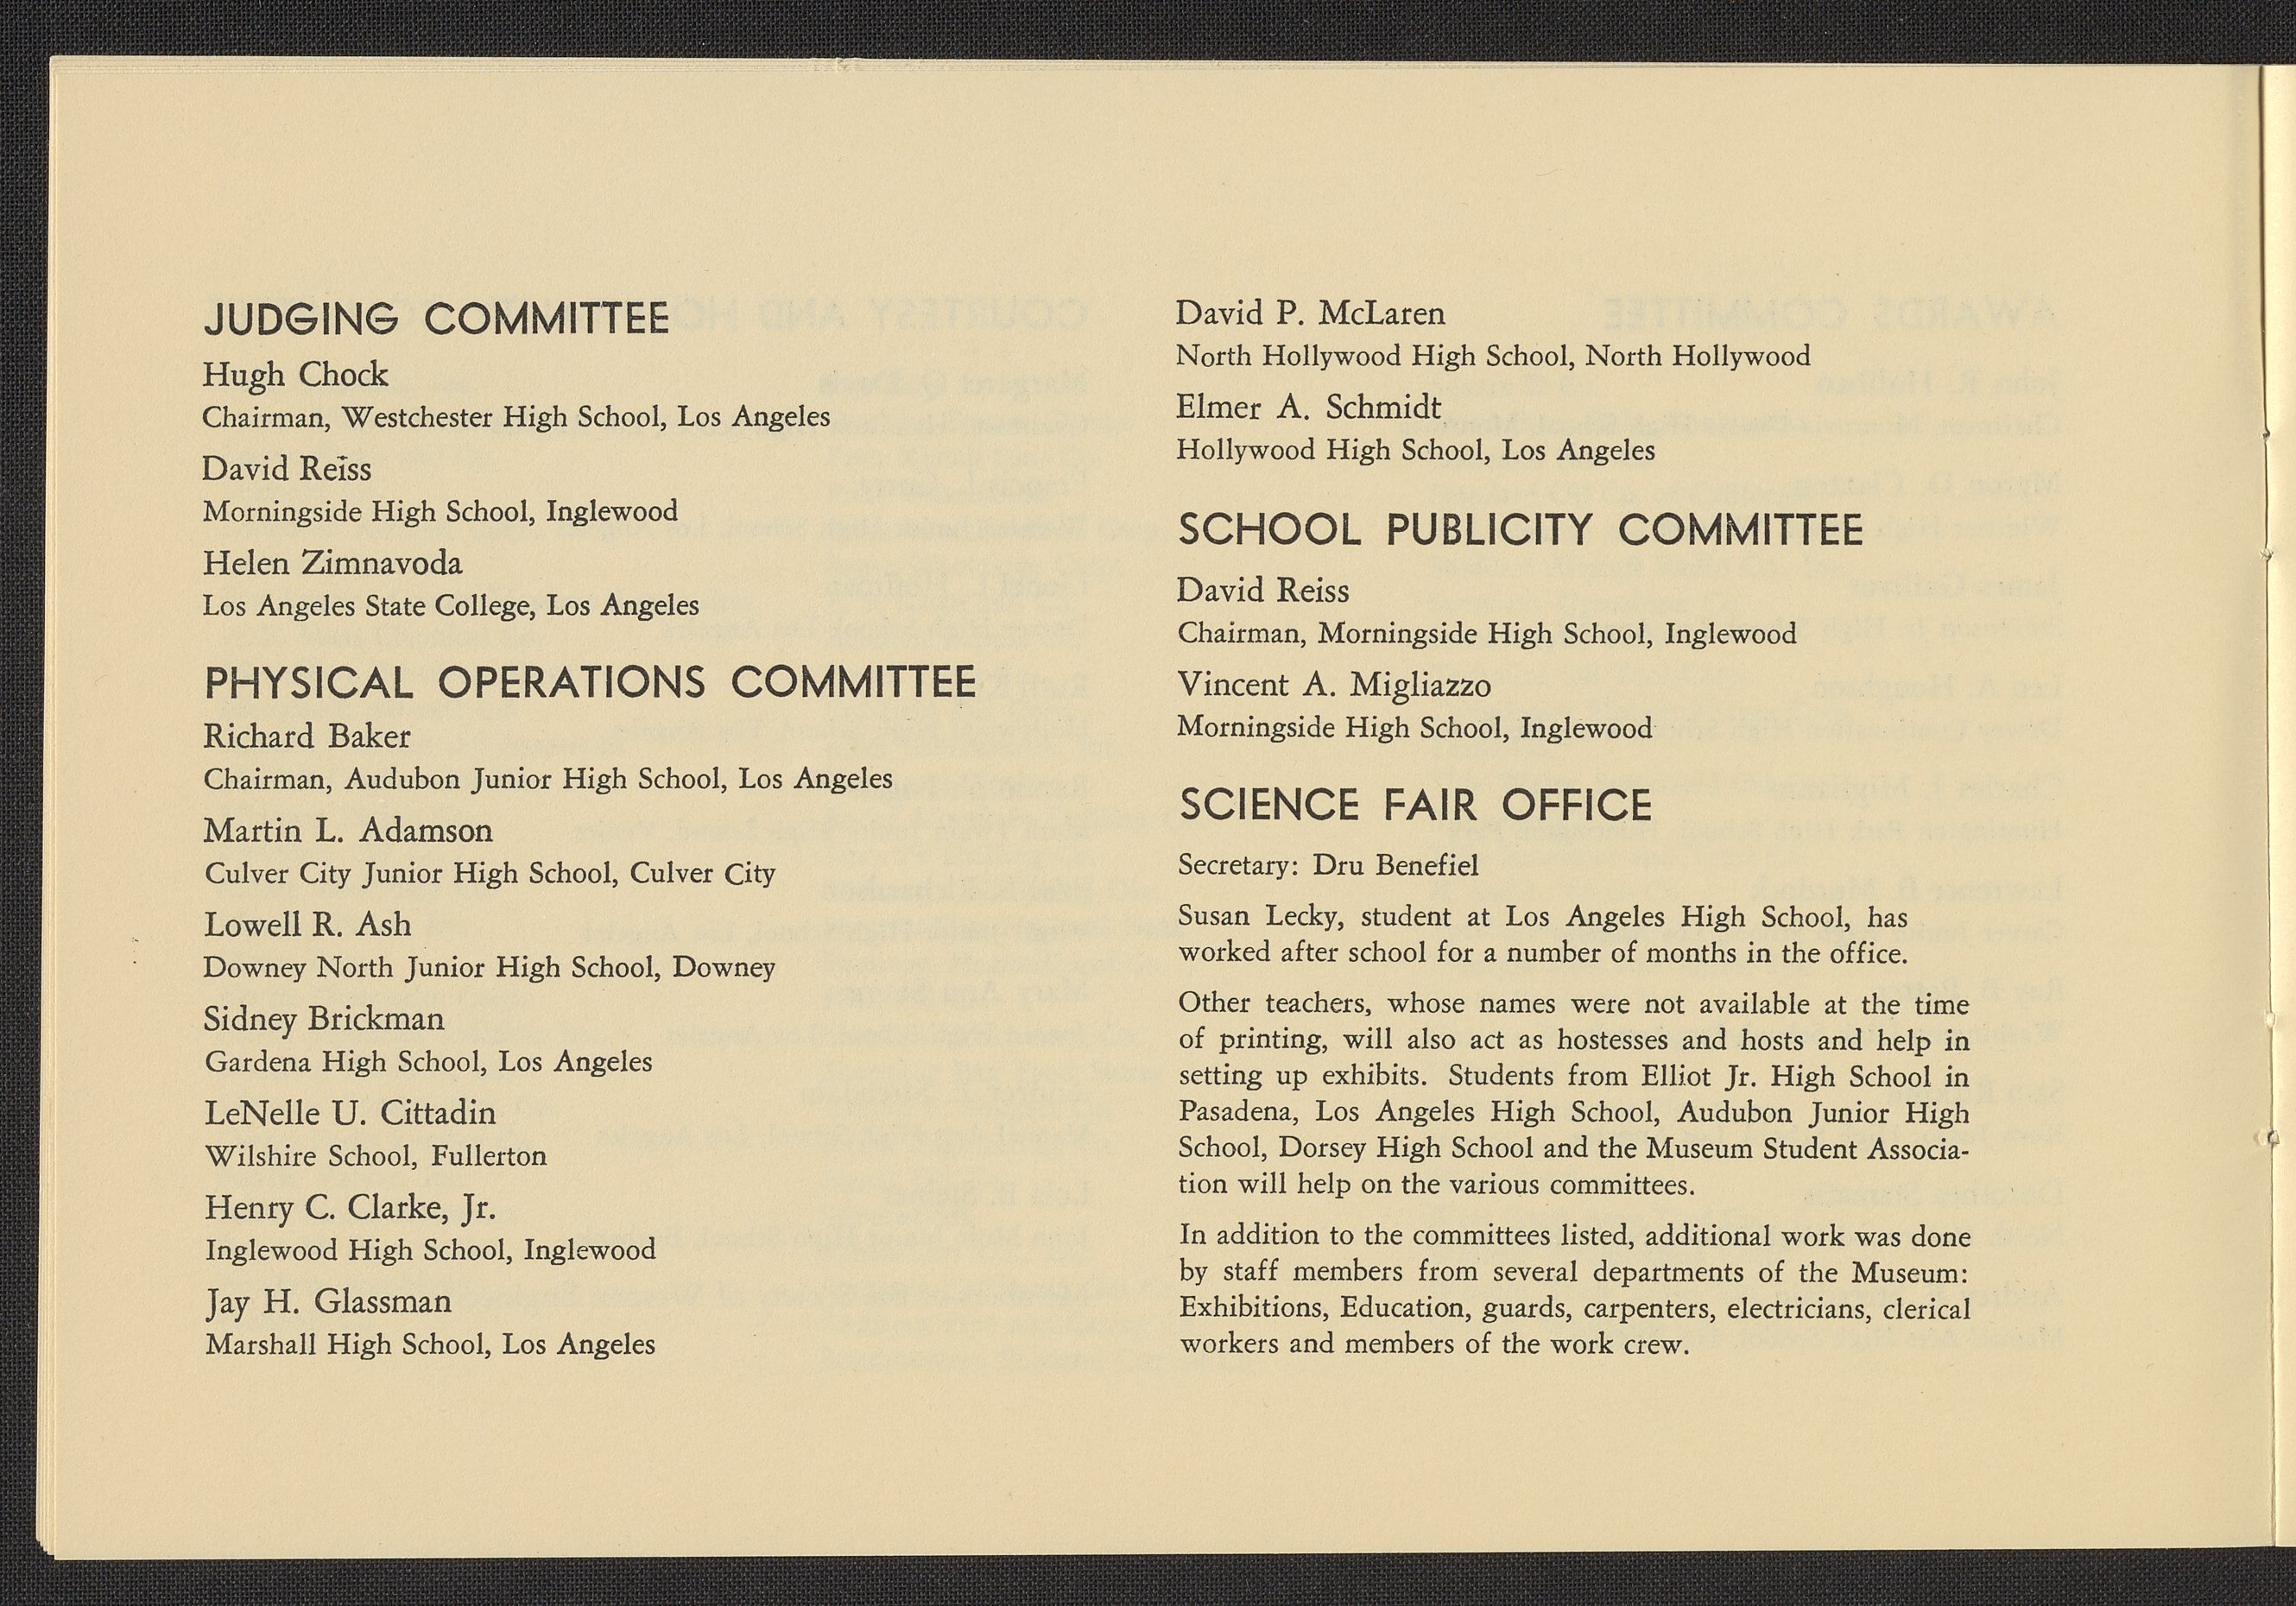 JUDGING COMMITTEE
Hugh Chock
Chairman, Westchester High School, Los Angeles
David Reiss
Morningside High School, Inglewood
Helen Zimnavoda
Los Angeles State College, Los Angeles
PHYSICAL OPERATIONS COMMITTEE
Richard Baker
Chairman, Audubon Junior High School, Los Angeles
Martin L. Adamson
Culver City Junior High School, Culver City
Lowell R. Ash
Downey North Junior High School, Downey
Sidney Brickman
Gardena High School, Los Angeles
LeNelle U. Cittadin
Wilshire School, Fullerton
Henry C. Clarke, Jr.
Inglewood High School, Inglewood
Jay H. Glassman
Marshall High School, Los Angeles
David P. McLaren
North Hollywood High School, North Hollywood
Elmer A. Schmidt
Hollywood High School, Los Angeles
SCHOOL PUBLICITY COMMITTEE
David Reiss
Chairman, Morningside High School, Inglewood
Vincent A. Migliazzo
Morningside High School, Inglewood
SCIENCE FAIR OFFICE
Secretary: Dru Benefiel
Susan Lecky, student at Los Angeles High School, has
worked after school for a number of months in the office.
Other teachers, whose names were not available at the time
of printing, will also act as hostesses and hosts and help in
setting up exhibits. Students from Elliot Jr. High School in
Pasadena, Los Angeles High School, Audubon Junior High
School, Dorsey High School and the Museum Student Associa-
tion will help on the various committees.
In addition to the committees listed, additional work was done
by staff members from several departments of the Museum:
Exhibitions, Education, guards, carpenters, electricians, clerical
workers and members of the work crew.